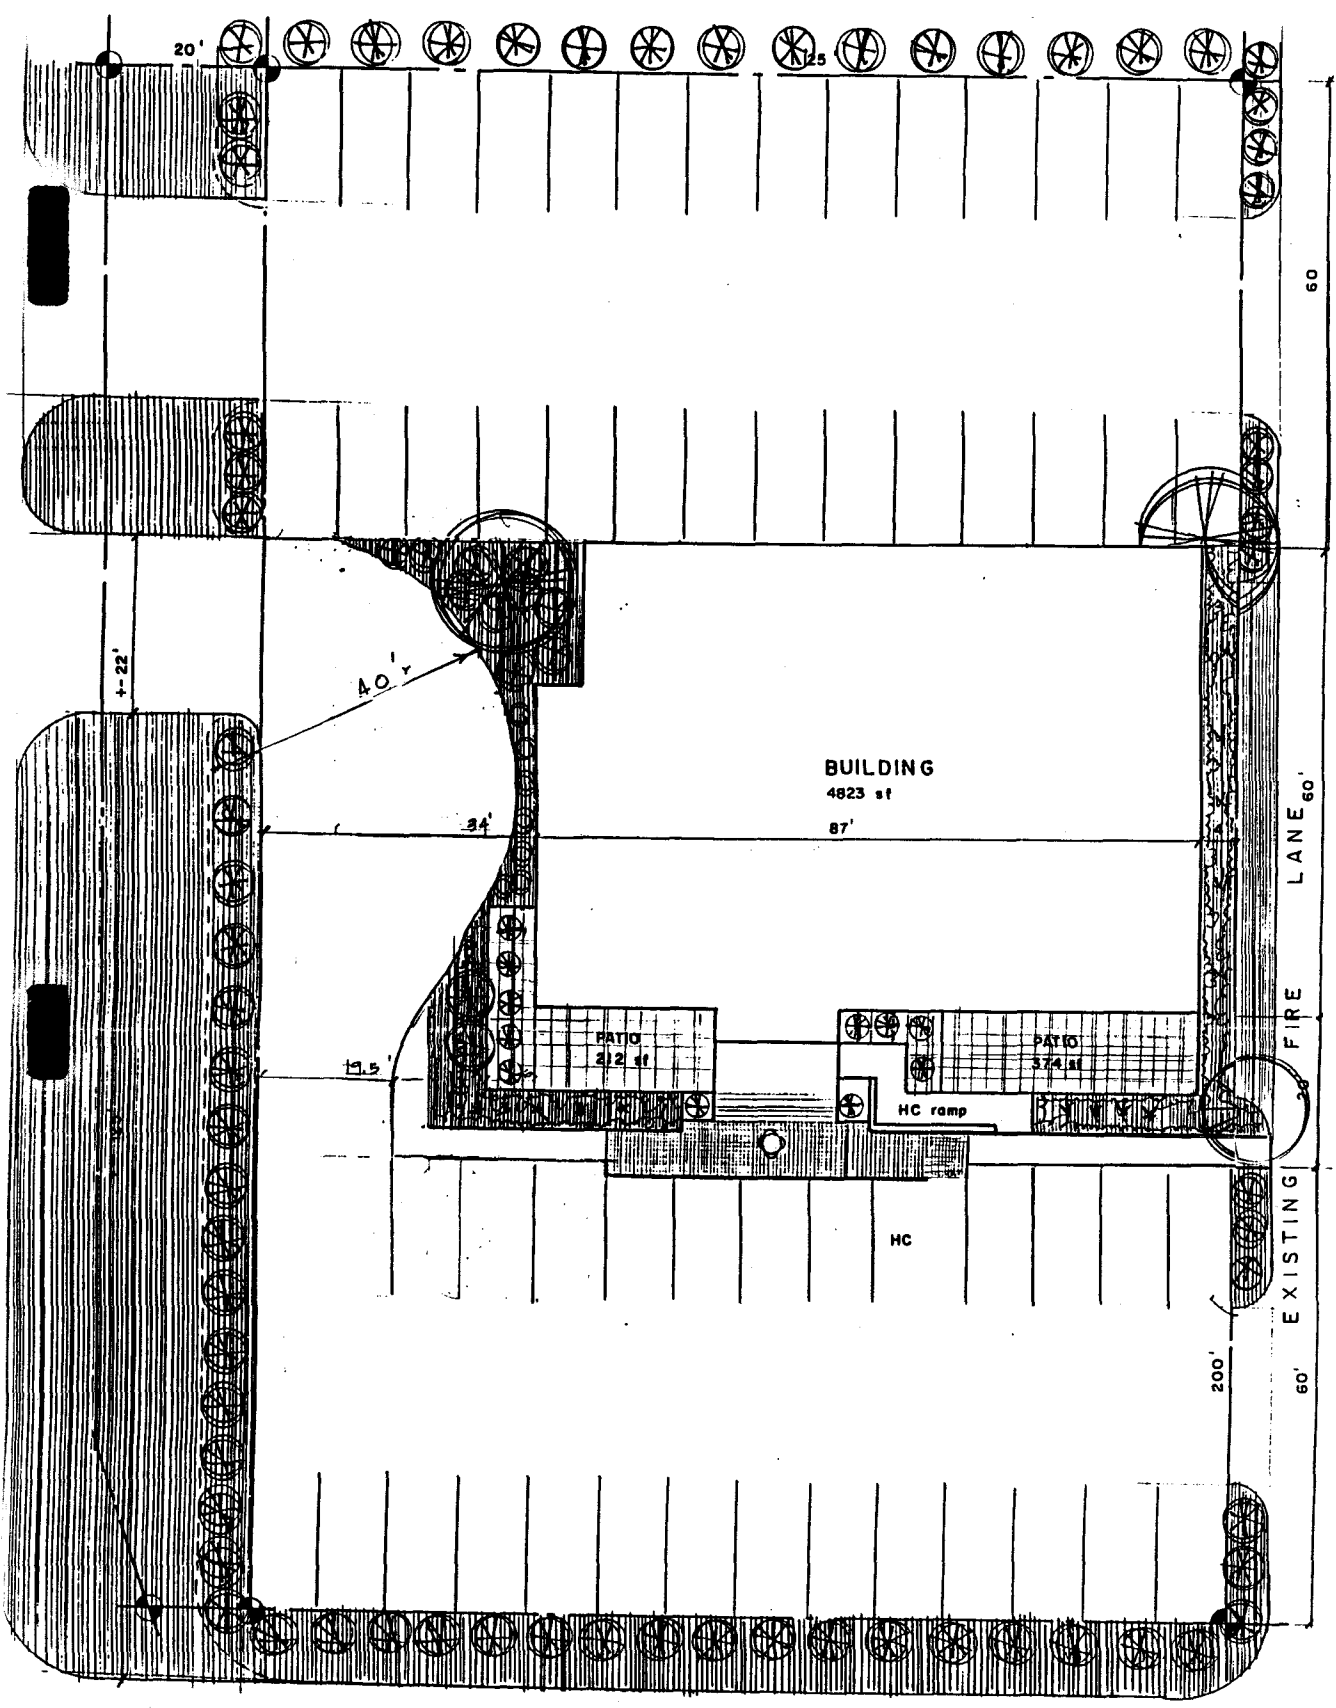 20'
125
60
40' r
+-22'
BUILDING
4823 sf
34'
87'
60'
EXISTING FIRE LANE
PATIO
212 sf
PATIO
374 sf
19.5'
HC ramp
HC
200'
60'